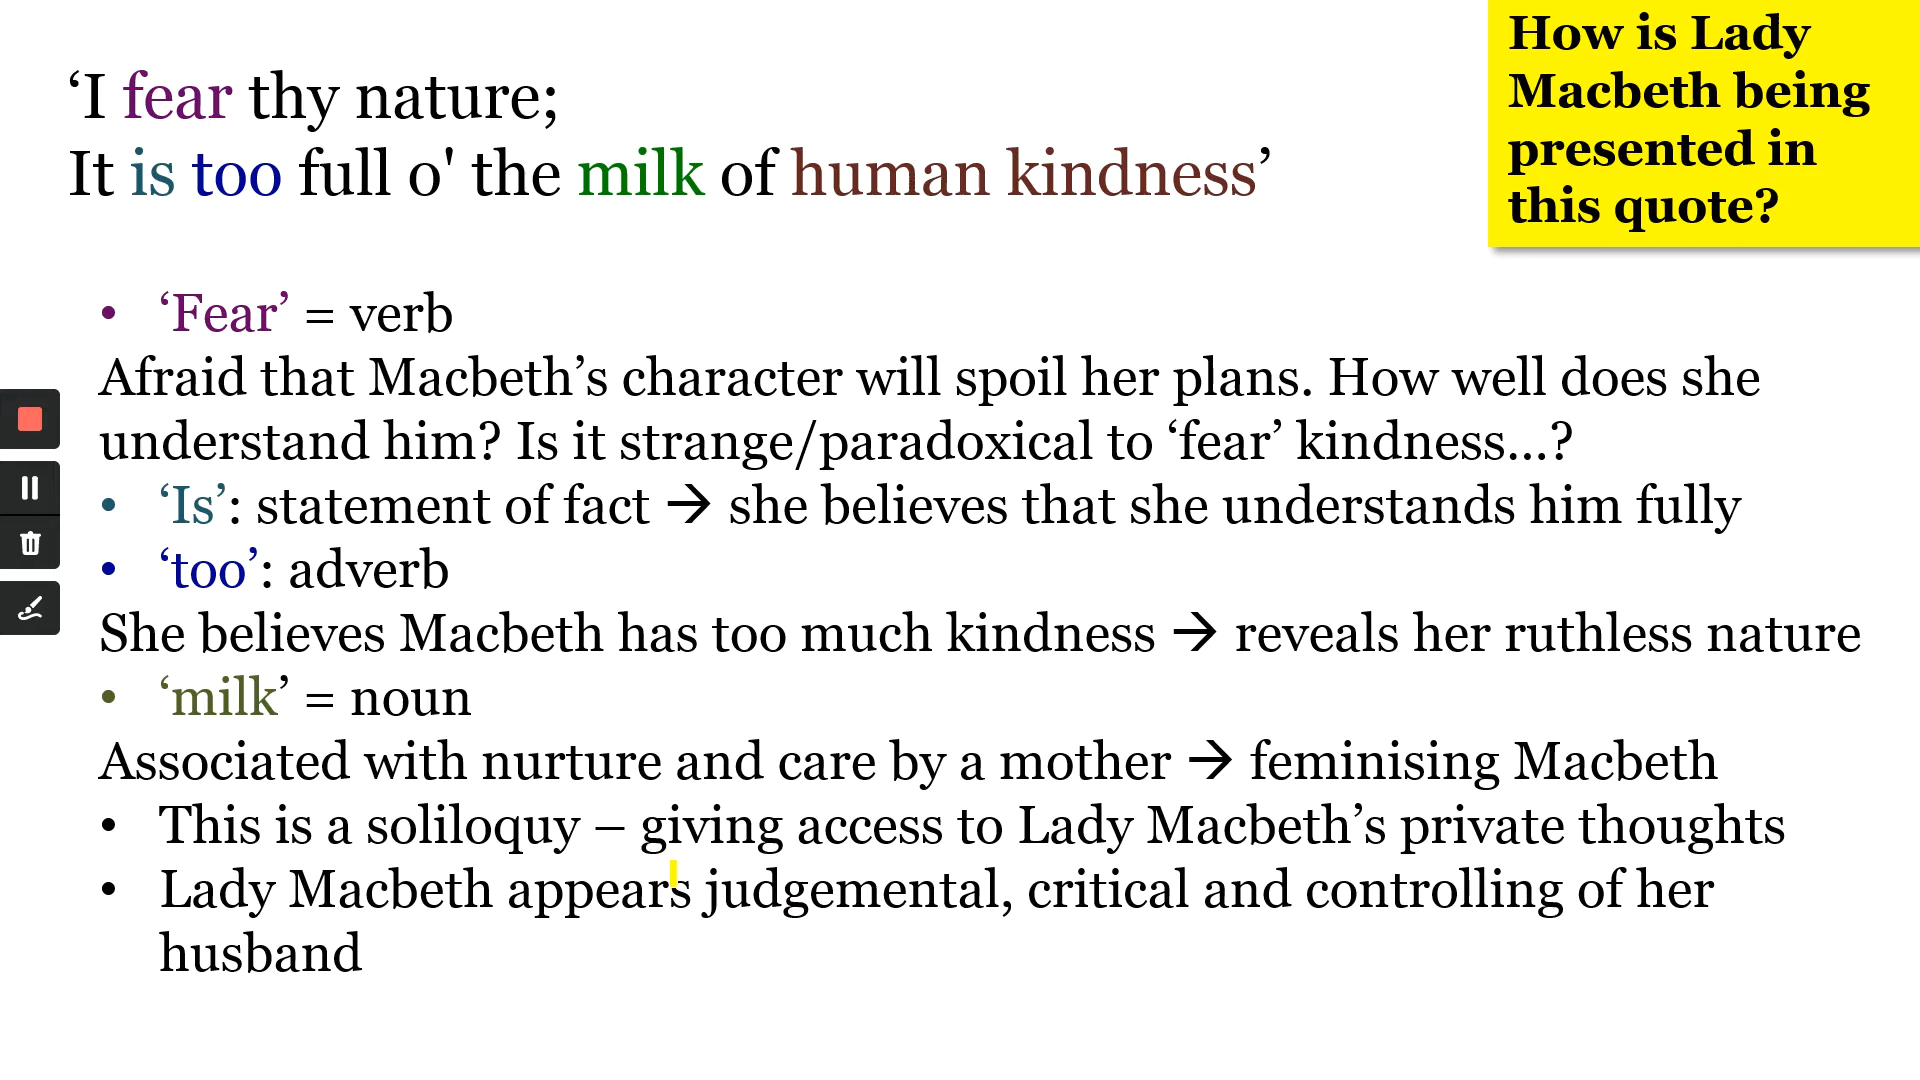 ‘I fear thy nature;
It is too full o' the milk of human kindness’
How is Lady
Macbeth being
presented in
this quote?
• ‘Fear’ = verb
Afraid that Macbeth’s character will spoil her plans. How well does she
understand him? Is it strange/paradoxical to ‘fear’ kindness…?
• ‘Is’: statement of fact → she believes that she understands him fully
• ‘too’: adverb
She believes Macbeth has too much kindness → reveals her ruthless nature
• ‘milk’ = noun
Associated with nurture and care by a mother → feminising Macbeth
• This is a soliloquy – giving access to Lady Macbeth’s private thoughts
• Lady Macbeth appears judgemental, critical and controlling of her
husband